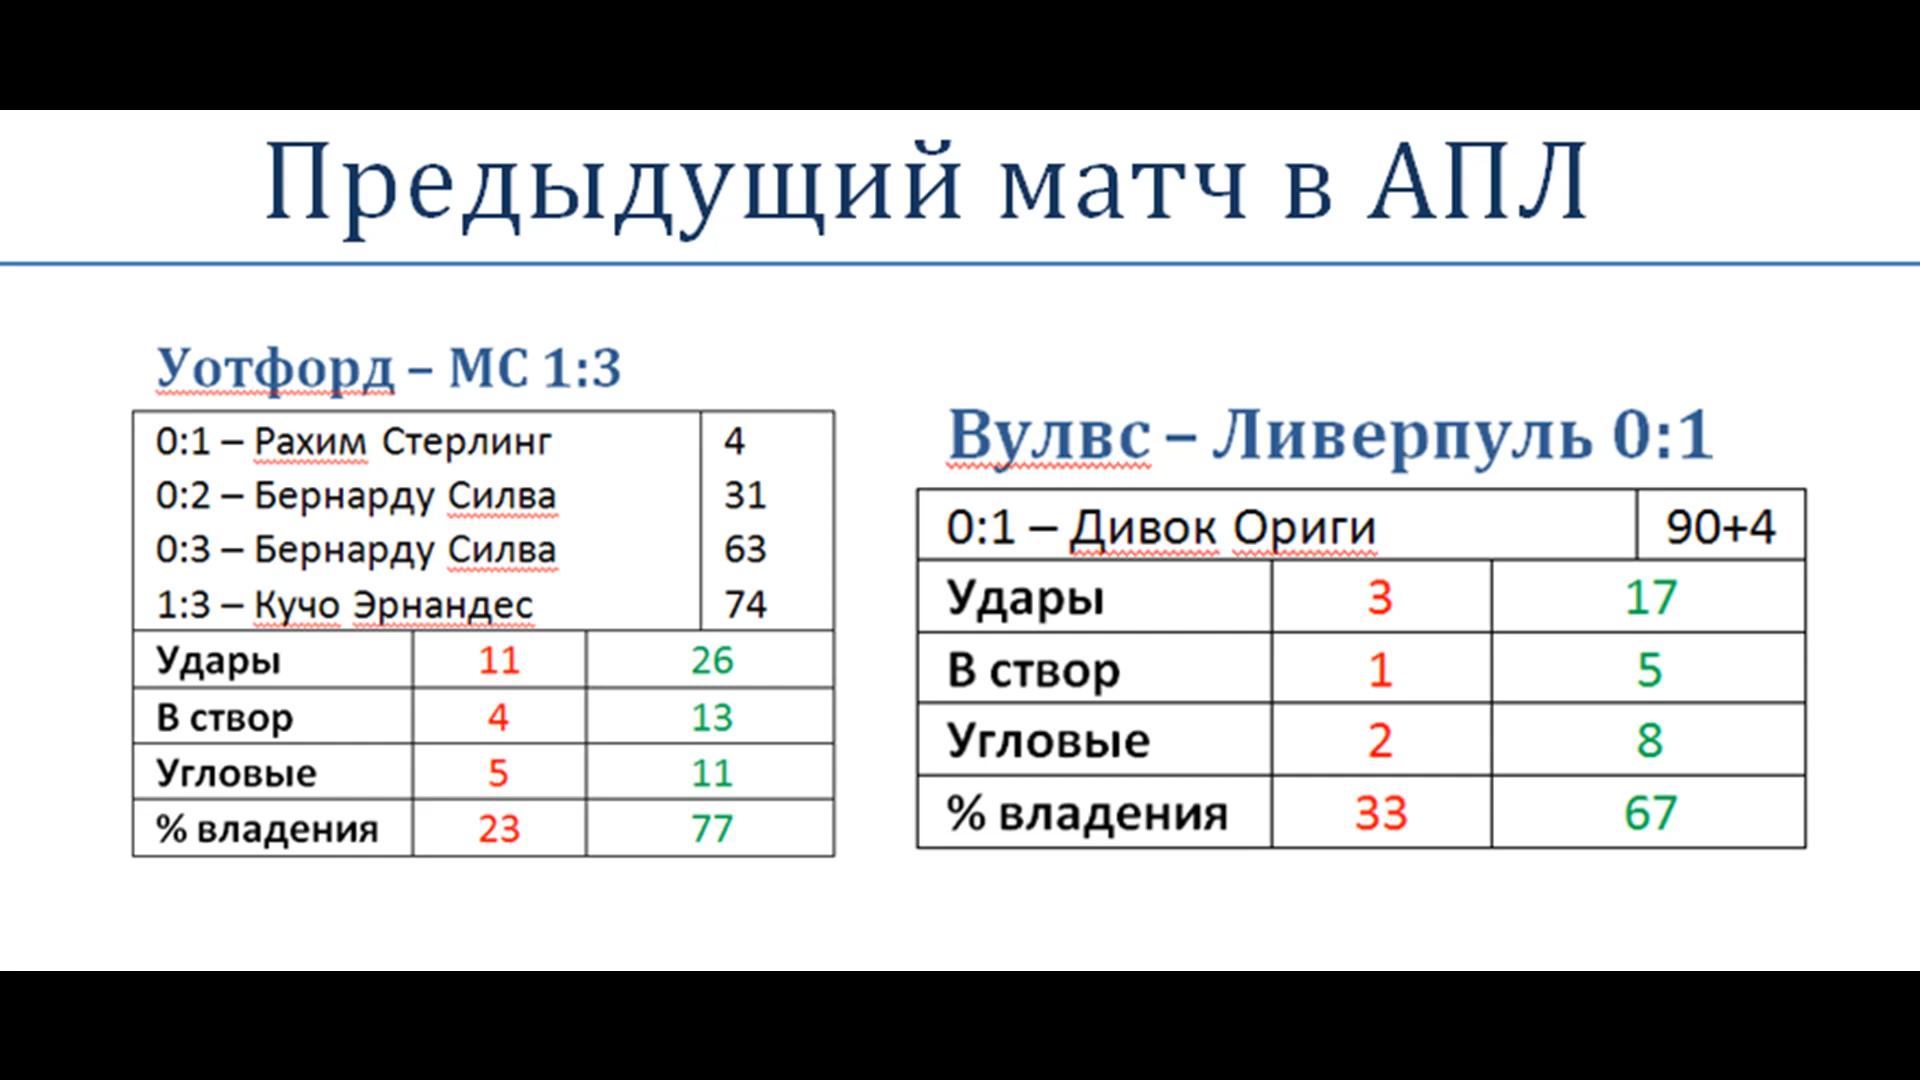 Предыдущий матч в АПЛ
Уотфорд – МС 1:3
0:1 – Рахим Стерлинг 4
0:2 – Бернарду Силва 31
0:3 – Бернарду Силва 63
1:3 – Кучо Эрнандес 74
Удары 11 26
В створ 4 13
Угловые 5 11
% владения 23 77
Вулвс – Ливерпуль 0:1
0:1 – Дивок Ориги 90+4
Удары 3 17
В створ 1 5
Угловые 2 8
% владения 33 67